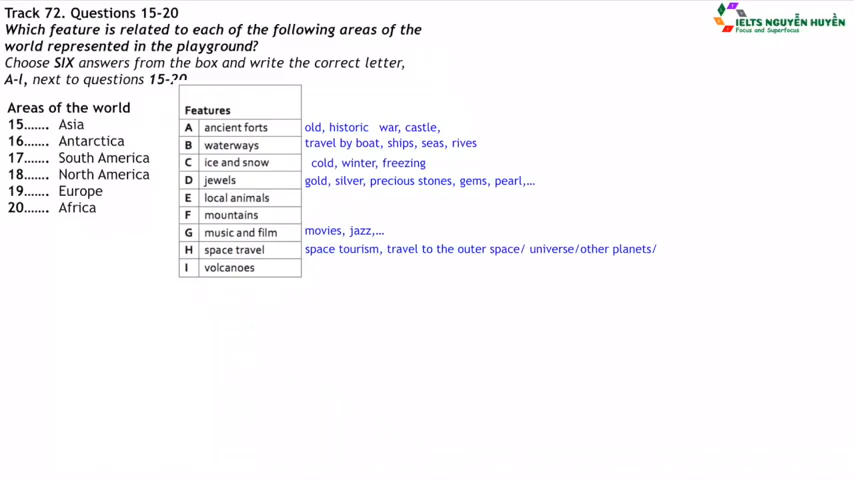 Track 72. Questions 15-20
Which feature is related to each of the following areas of the
world represented in the playground?
Choose SIX answers from the box and write the correct letter,
A-l, next to questions 15-20
IELTS NGUYỄN HUYỀN
Focus and Superfocus
Areas of the world
15....... Asia
16....... Antarctica
17....... South America
18....... North America
19....... Europe
20....... Africa
Features
A ancient forts old, historic war, castle,
B waterways travel by boat, ships, seas, rives
C ice and snow cold, winter, freezing
D jewels gold, silver, precious stones, gems, pearl,...
E local animals
F mountains
G music and film movies, jazz,...
H space travel space tourism, travel to the outer space/ universe/other planets/
I volcanoes